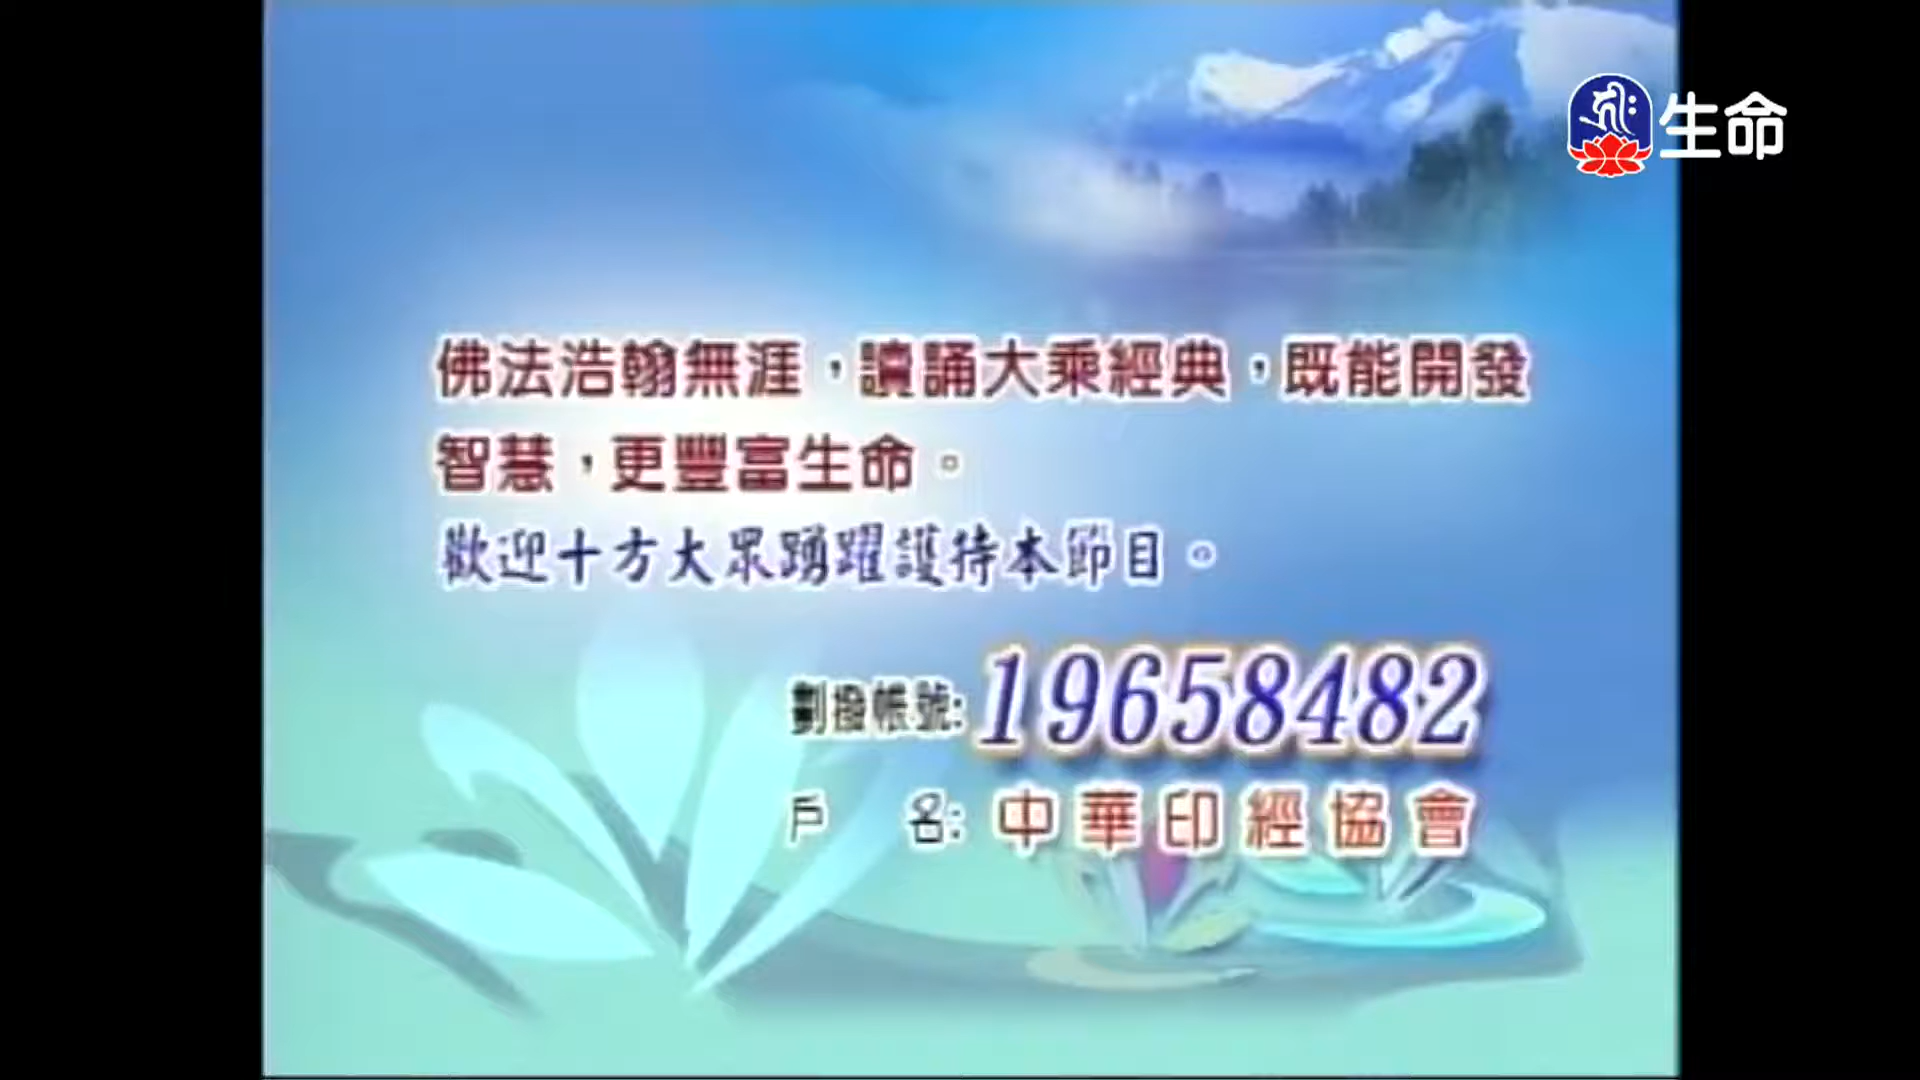 生命
佛法浩翰無涯，讀誦大乘經典，既能開發
智慧，更豐富生命。
歡迎十方大眾踴躍護持本節目。
劃撥帳號:19658482
戶　名:中華印經協會